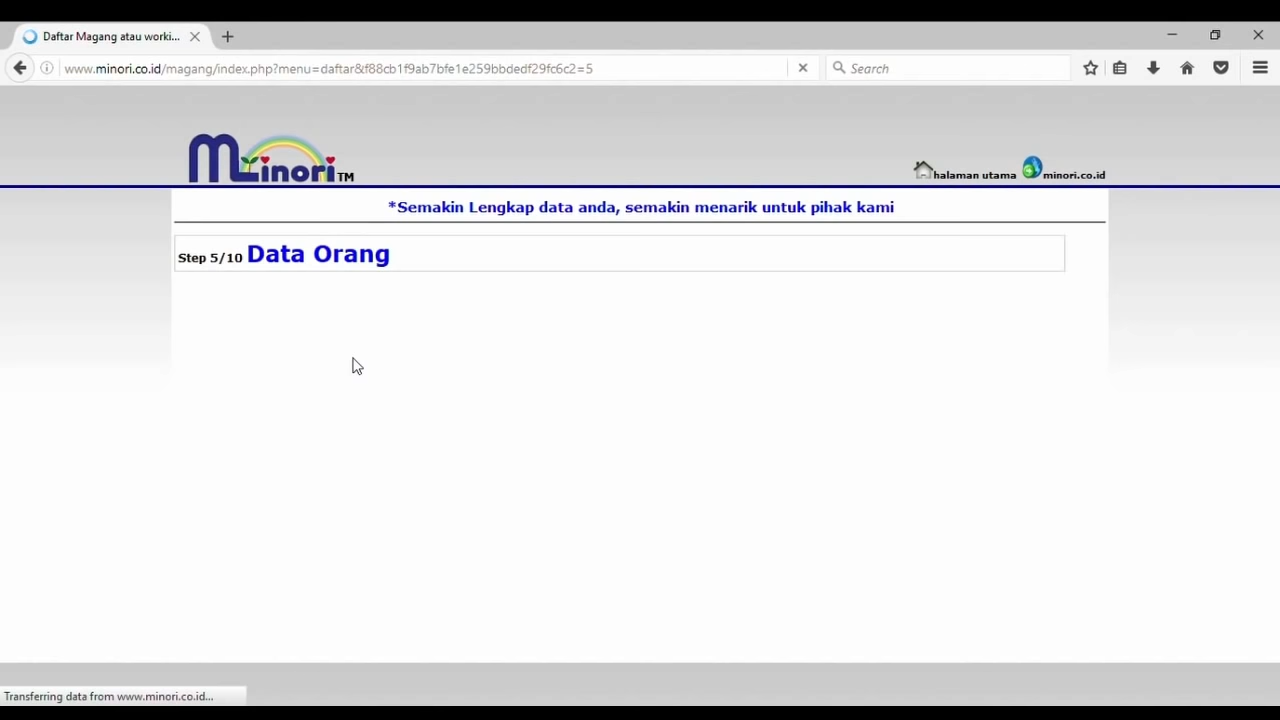 Daftar Magang atau worki...
www.minori.co.id/magang/index.php?menu=daftar&f88cb1f9ab7bfe1e259bbdedf29fc6c2=5
Search
Minori TM
halaman utama
minori.co.id
*Semakin Lengkap data anda, semakin menarik untuk pihak kami
Step 5/10 Data Orang
Transferring data from www.minori.co.id...